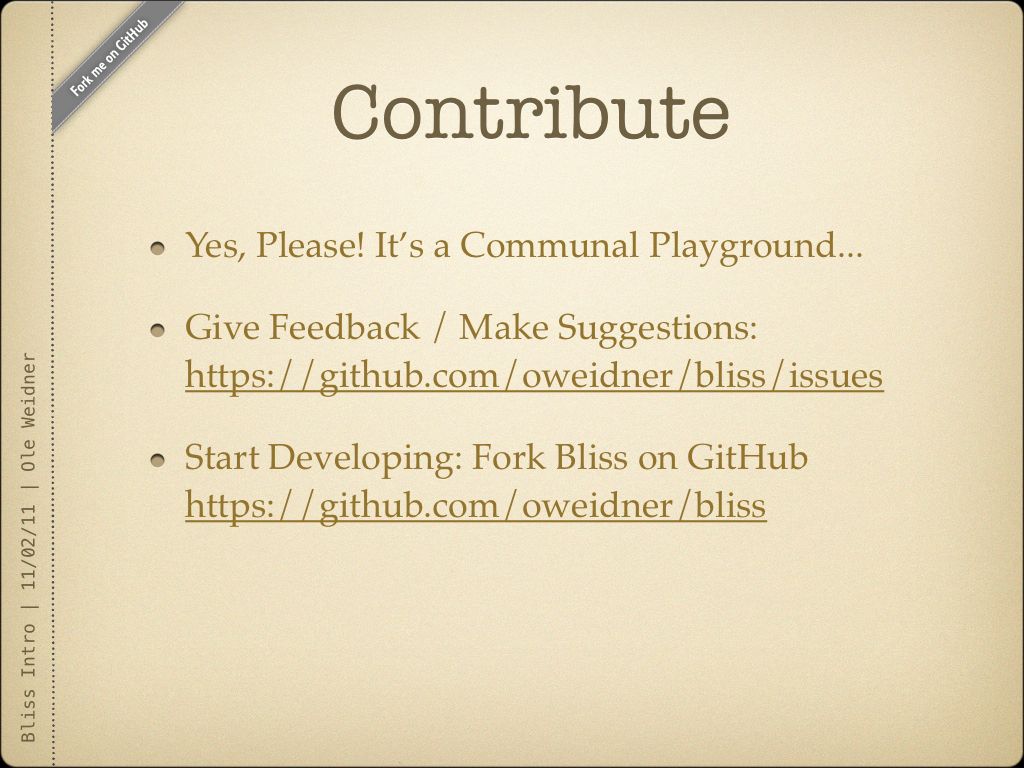 Fork me on GitHub
Contribute
Yes, Please! It’s a Communal Playground...
Give Feedback / Make Suggestions:
https://github.com/oweidner/bliss/issues
Start Developing: Fork Bliss on GitHub
https://github.com/oweidner/bliss
Bliss Intro | 11/02/11 | Ole Weidner